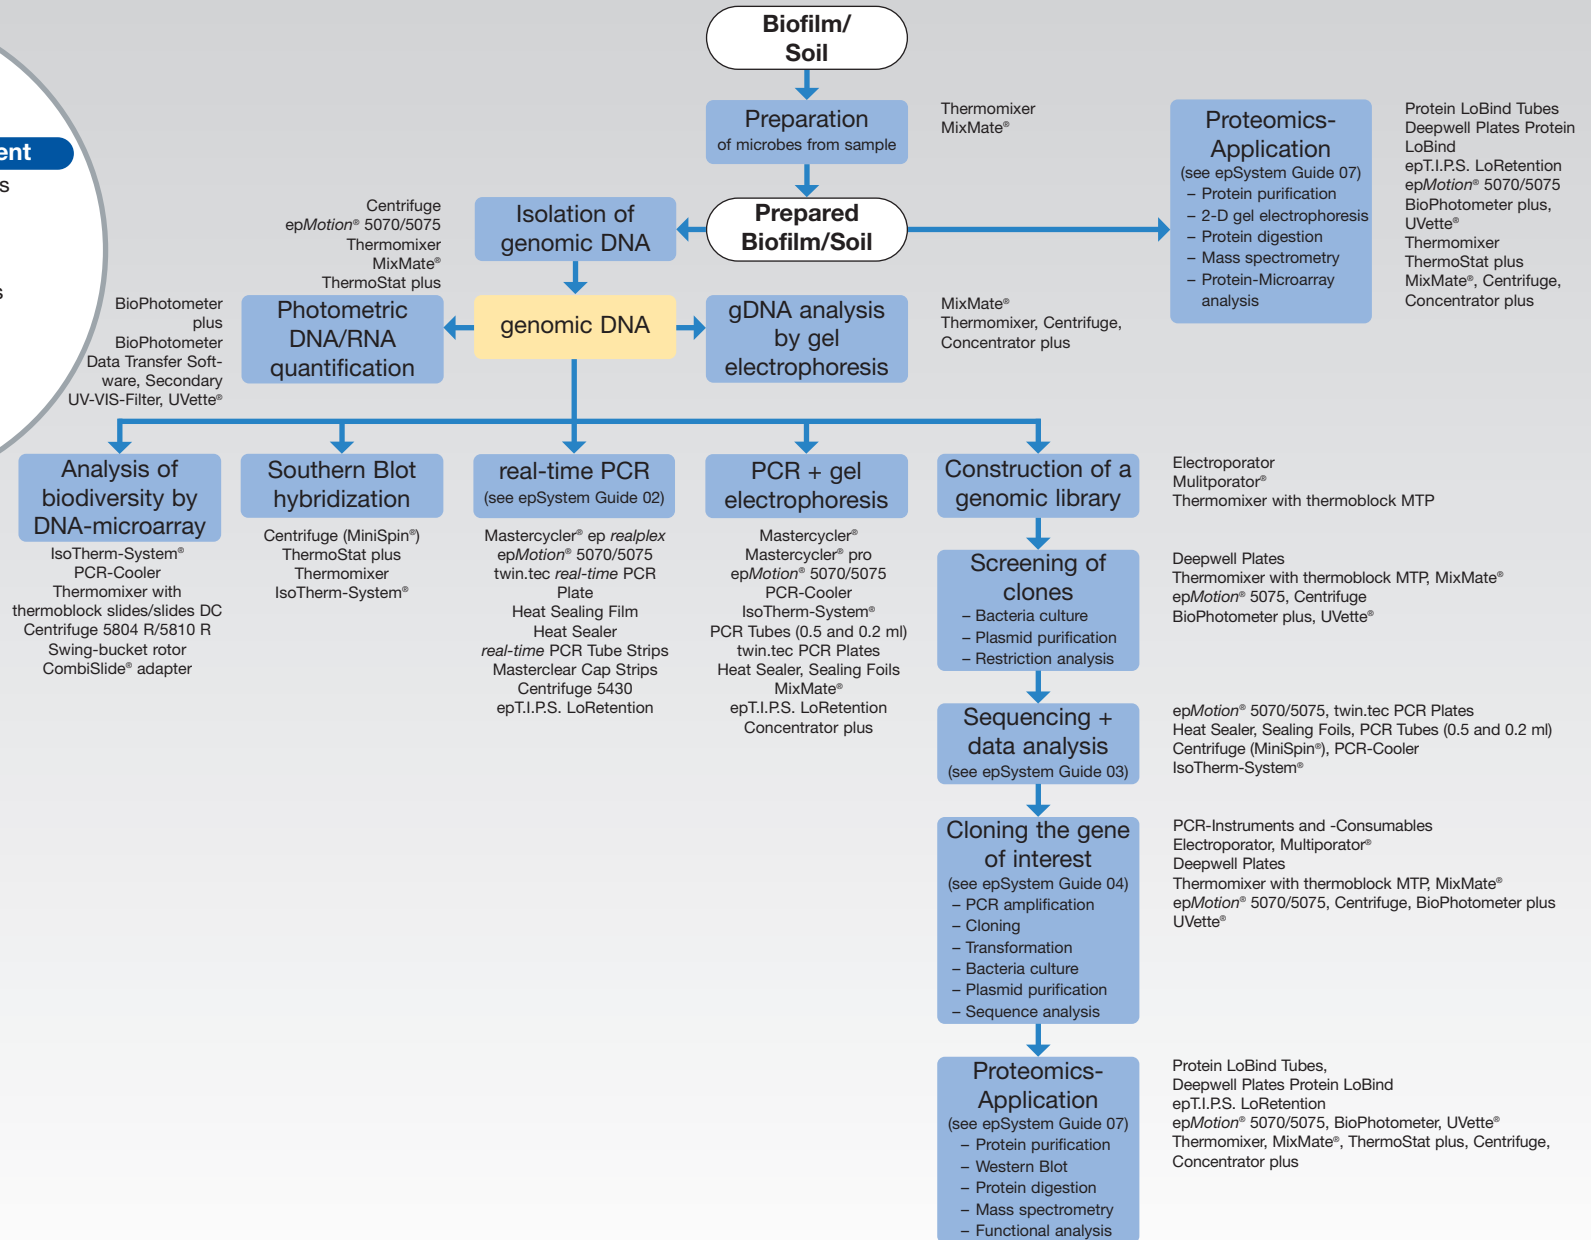 Biofilm/
Soil
ent
s
s
Preparation
of microbes from sample
Thermomixer
MixMate®
Proteomics-
Application
(see epSystem Guide 07)
– Protein purification
– 2-D gel electrophoresis
– Protein digestion
– Mass spectrometry
– Protein-Microarray
analysis
Protein LoBind Tubes
Deepwell Plates Protein
LoBind
epT.I.P.S. LoRetention
epMotion® 5070/5075
BioPhotometer plus,
UVette®
Thermomixer
ThermoStat plus
MixMate®, Centrifuge,
Concentrator plus
Centrifuge
epMotion® 5070/5075
Thermomixer
MixMate®
ThermoStat plus
Isolation of
genomic DNA
Prepared
Biofilm/Soil
BioPhotometer
plus
BioPhotometer
Data Transfer Soft-
ware, Secondary
UV-VIS-Filter, UVette®
Photometric
DNA/RNA
quantification
genomic DNA
gDNA analysis
by gel
electrophoresis
MixMate®
Thermomixer, Centrifuge,
Concentrator plus
Analysis of
biodiversity by
DNA-microarray
IsoTherm-System®
PCR-Cooler
Thermomixer with
thermoblock slides/slides DC
Centrifuge 5804 R/5810 R
Swing-bucket rotor
CombiSlide® adapter
Southern Blot
hybridization
Centrifuge (MiniSpin®)
ThermoStat plus
Thermomixer
IsoTherm-System®
real-time PCR
(see epSystem Guide 02)
Mastercycler® ep realplex
epMotion® 5070/5075
twin.tec real-time PCR
Plate
Heat Sealing Film
Heat Sealer
real-time PCR Tube Strips
Masterclear Cap Strips
Centrifuge 5430
epT.I.P.S. LoRetention
PCR + gel
electrophoresis
Mastercycler®
Mastercycler® pro
epMotion® 5070/5075
PCR-Cooler
IsoTherm-System®
PCR Tubes (0.5 and 0.2 ml)
twin.tec PCR Plates
Heat Sealer, Sealing Foils
MixMate®
epT.I.P.S. LoRetention
Concentrator plus
Construction of a
genomic library
Electroporator
Mulitporator®
Thermomixer with thermoblock MTP
Screening of
clones
– Bacteria culture
– Plasmid purification
– Restriction analysis
Deepwell Plates
Thermomixer with thermoblock MTP, MixMate®
epMotion® 5075, Centrifuge
BioPhotometer plus, UVette®
Sequencing +
data analysis
(see epSystem Guide 03)
epMotion® 5070/5075, twin.tec PCR Plates
Heat Sealer, Sealing Foils, PCR Tubes (0.5 and 0.2 ml)
Centrifuge (MiniSpin®), PCR-Cooler
IsoTherm-System®
Cloning the gene
of interest
(see epSystem Guide 04)
– PCR amplification
– Cloning
– Transformation
– Bacteria culture
– Plasmid purification
– Sequence analysis
PCR-Instruments and -Consumables
Electroporator, Multiporator®
Deepwell Plates
Thermomixer with thermoblock MTP, MixMate®
epMotion® 5070/5075, Centrifuge, BioPhotometer plus
UVette®
Proteomics-
Application
(see epSystem Guide 07)
– Protein purification
– Western Blot
– Protein digestion
– Mass spectrometry
– Functional analysis
Protein LoBind Tubes,
Deepwell Plates Protein LoBind
epT.I.P.S. LoRetention
epMotion® 5070/5075, BioPhotometer, UVette®
Thermomixer, MixMate®, ThermoStat plus, Centrifuge,
Concentrator plus